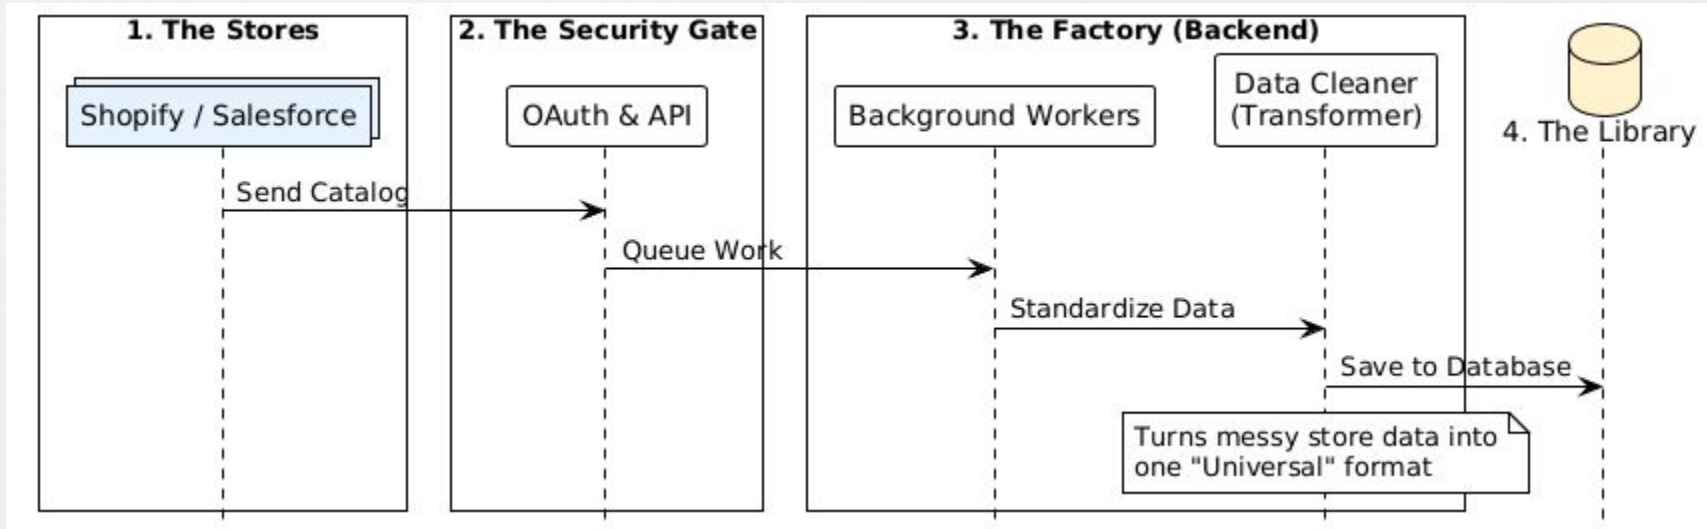 1. The Stores
2. The Security Gate
3. The Factory (Backend)
Shopify / Salesforce
OAuth & API
Background Workers
Data Cleaner
(Transformer)
4. The Library
Send Catalog
Queue Work
Standardize Data
Save to Database
Turns messy store data into
one "Universal" format